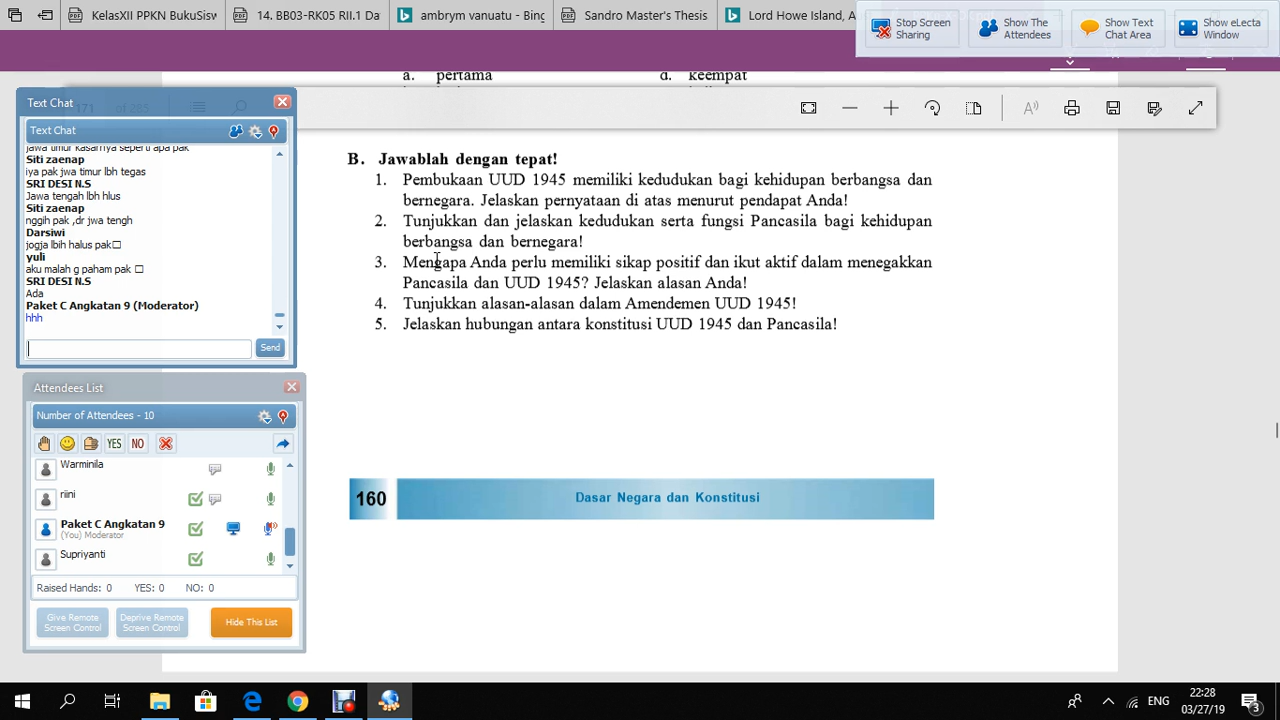 KelasXII PPKN BukuSisw
14. BB03-RK05 RII.1 Da
ambrym vanuatu - Bing
Sandro Master's Thesis
Lord Howe Island, A
Stop Screen
Sharing
Show The
Attendees
Show Text
Chat Area
Show eLecta
Window
a. pertama
d. keempat
Text Chat
171 of 285
Text Chat
jawa timur kasarnya seperti apa pak
Siti zaenap
iya pak jwa timur lbh tegas
SRI DESI N.S
Jawa tengah lbh hlus
Siti zaenap
nggih pak ,dr jwa tengh
Darsiwi
jogja lbih halus pak□
yuli
aku malah g paham pak □
SRI DESI N.S
Ada
Paket C Angkatan 9 (Moderator)
hhh
Send
B. Jawablah dengan tepat!
1. Pembukaan UUD 1945 memiliki kedudukan bagi kehidupan berbangsa dan
bernegara. Jelaskan pernyataan di atas menurut pendapat Anda!
2. Tunjukkan dan jelaskan kedudukan serta fungsi Pancasila bagi kehidupan
berbangsa dan bernegara!
3. Mengapa Anda perlu memiliki sikap positif dan ikut aktif dalam menegakkan
Pancasila dan UUD 1945? Jelaskan alasan Anda!
4. Tunjukkan alasan-alasan dalam Amendemen UUD 1945!
5. Jelaskan hubungan antara konstitusi UUD 1945 dan Pancasila!
160
Dasar Negara dan Konstitusi
Attendees List
Number of Attendees - 10
YES
NO
Warminila
riini
Paket C Angkatan 9
(You) Moderator
Supriyanti
Raised Hands: 0 YES: 0 NO: 0
Give Remote
Screen Control
Deprive Remote
Screen Control
Hide This List
ENG
22:28
03/27/19
3